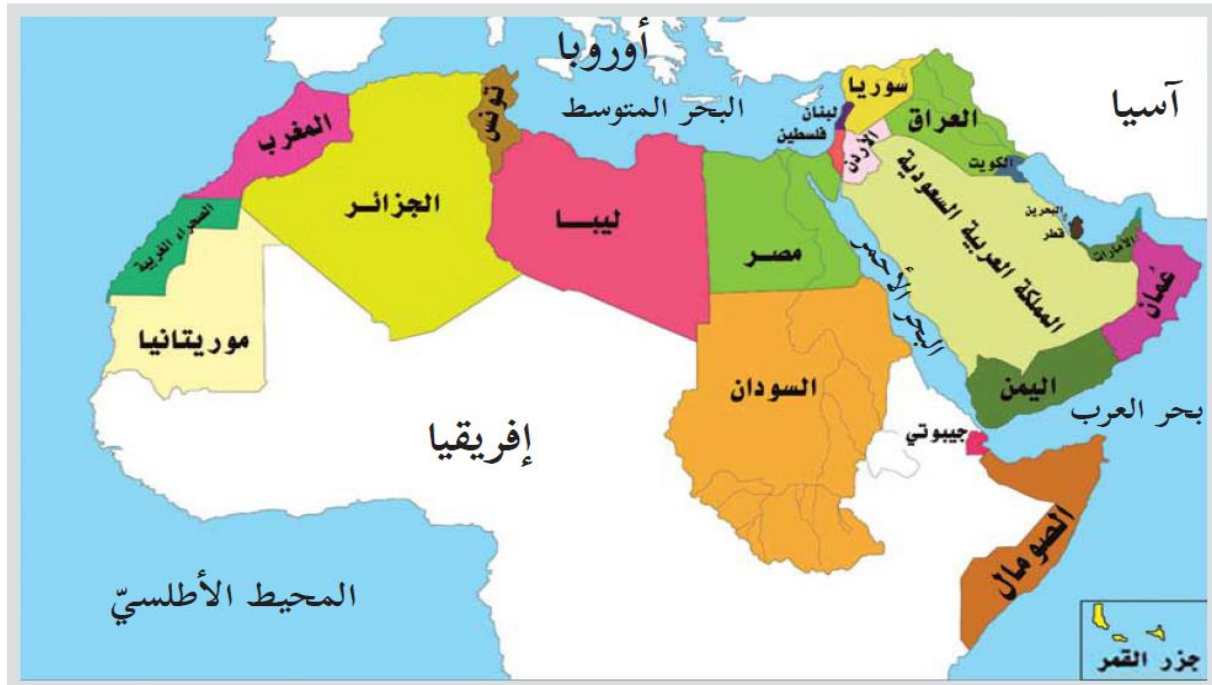 أوروبا
آسيا
البحر المتوسط
سوريا
لبنان
فلسطين
العراق
الأردن
الكويت
تونس
المغرب
الجزائر
ليبيا
مصر
المملكة العربية السعودية
البحرين
قطر
الأمارات
عُمان
الصحراء الغربية
موريتانيا
البحر الأحمر
السودان
اليمن
بحر العرب
جيبوتي
إفريقيا
الصومال
المحيط الأطلسيّ
جزر القمر